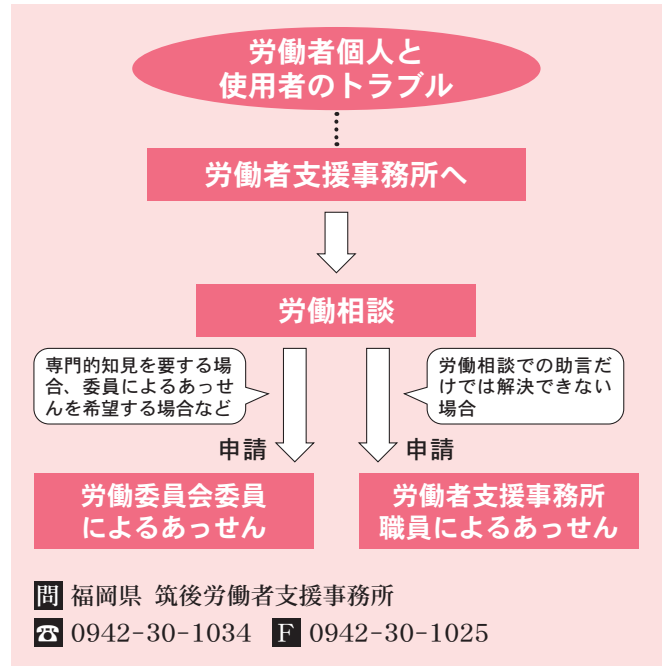 労働者個人と
使用者のトラブル
労働者支援事務所へ
労働相談
専門的知見を要する場
合、委員によるあっせ
んを希望する場合など
労働相談での助言だ
けでは解決できない
場合
申請
申請
労働委員会委員
によるあっせん
労働者支援事務所
職員によるあっせん
問 福岡県 筑後労働者支援事務所
☎ 0942-30-1034 F 0942-30-1025